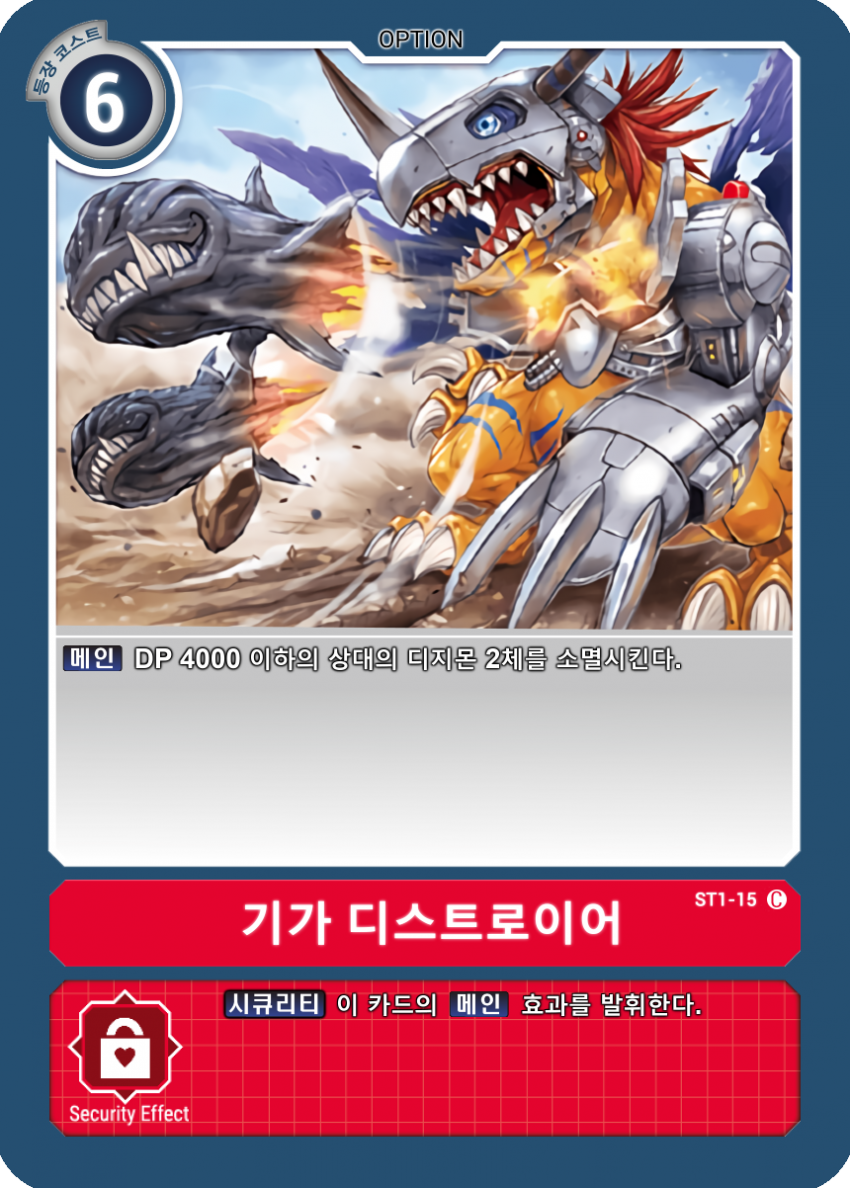 OPTION
등장 코스트
6
메인 DP 4000 이하의 상대의 디지몬 2체를 소멸시킨다.
ST1-15 C
기가 디스트로이어
시큐리티 이 카드의 메인 효과를 발휘한다.
Security Effect